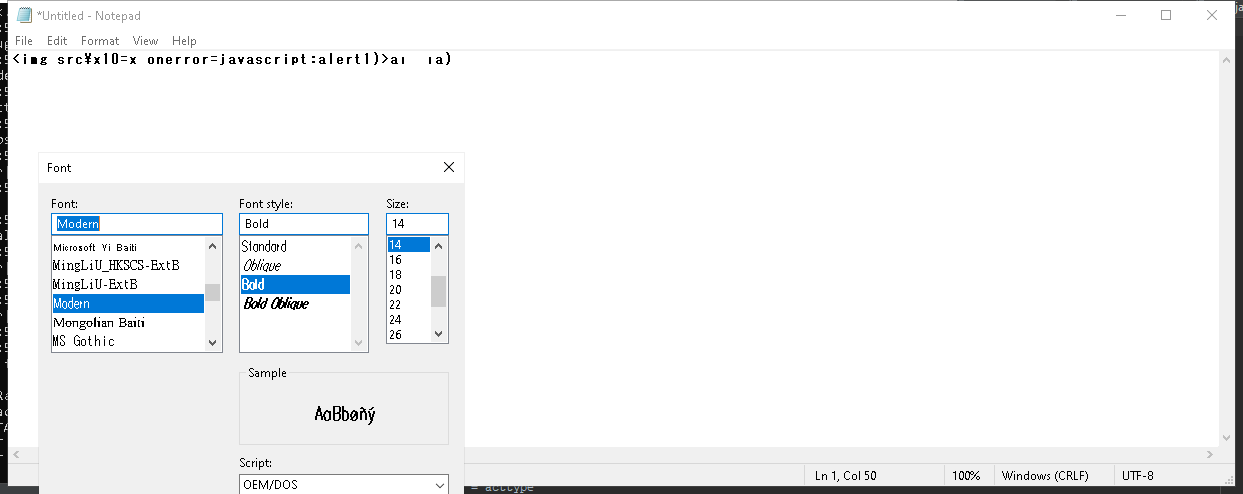 *Untitled - Notepad
File Edit Format View Help
<img src¥x10=x onerror=javascript:alert1)>a ıa)
Font
Font: Font style: Size:
Modern Bold 14
Microsoft Yi Baiti
MingLiU_HKSCS-ExtB
MingLiU-ExtB
Modern
Mongolian Baiti
MS Gothic
Standard
Oblique
Bold
Bold Oblique
14
16
18
20
22
24
26
Sample
AaBbøñý
Script:
OEM/DOS
Ln 1, Col 50 100% Windows (CRLF) UTF-8
= acctype